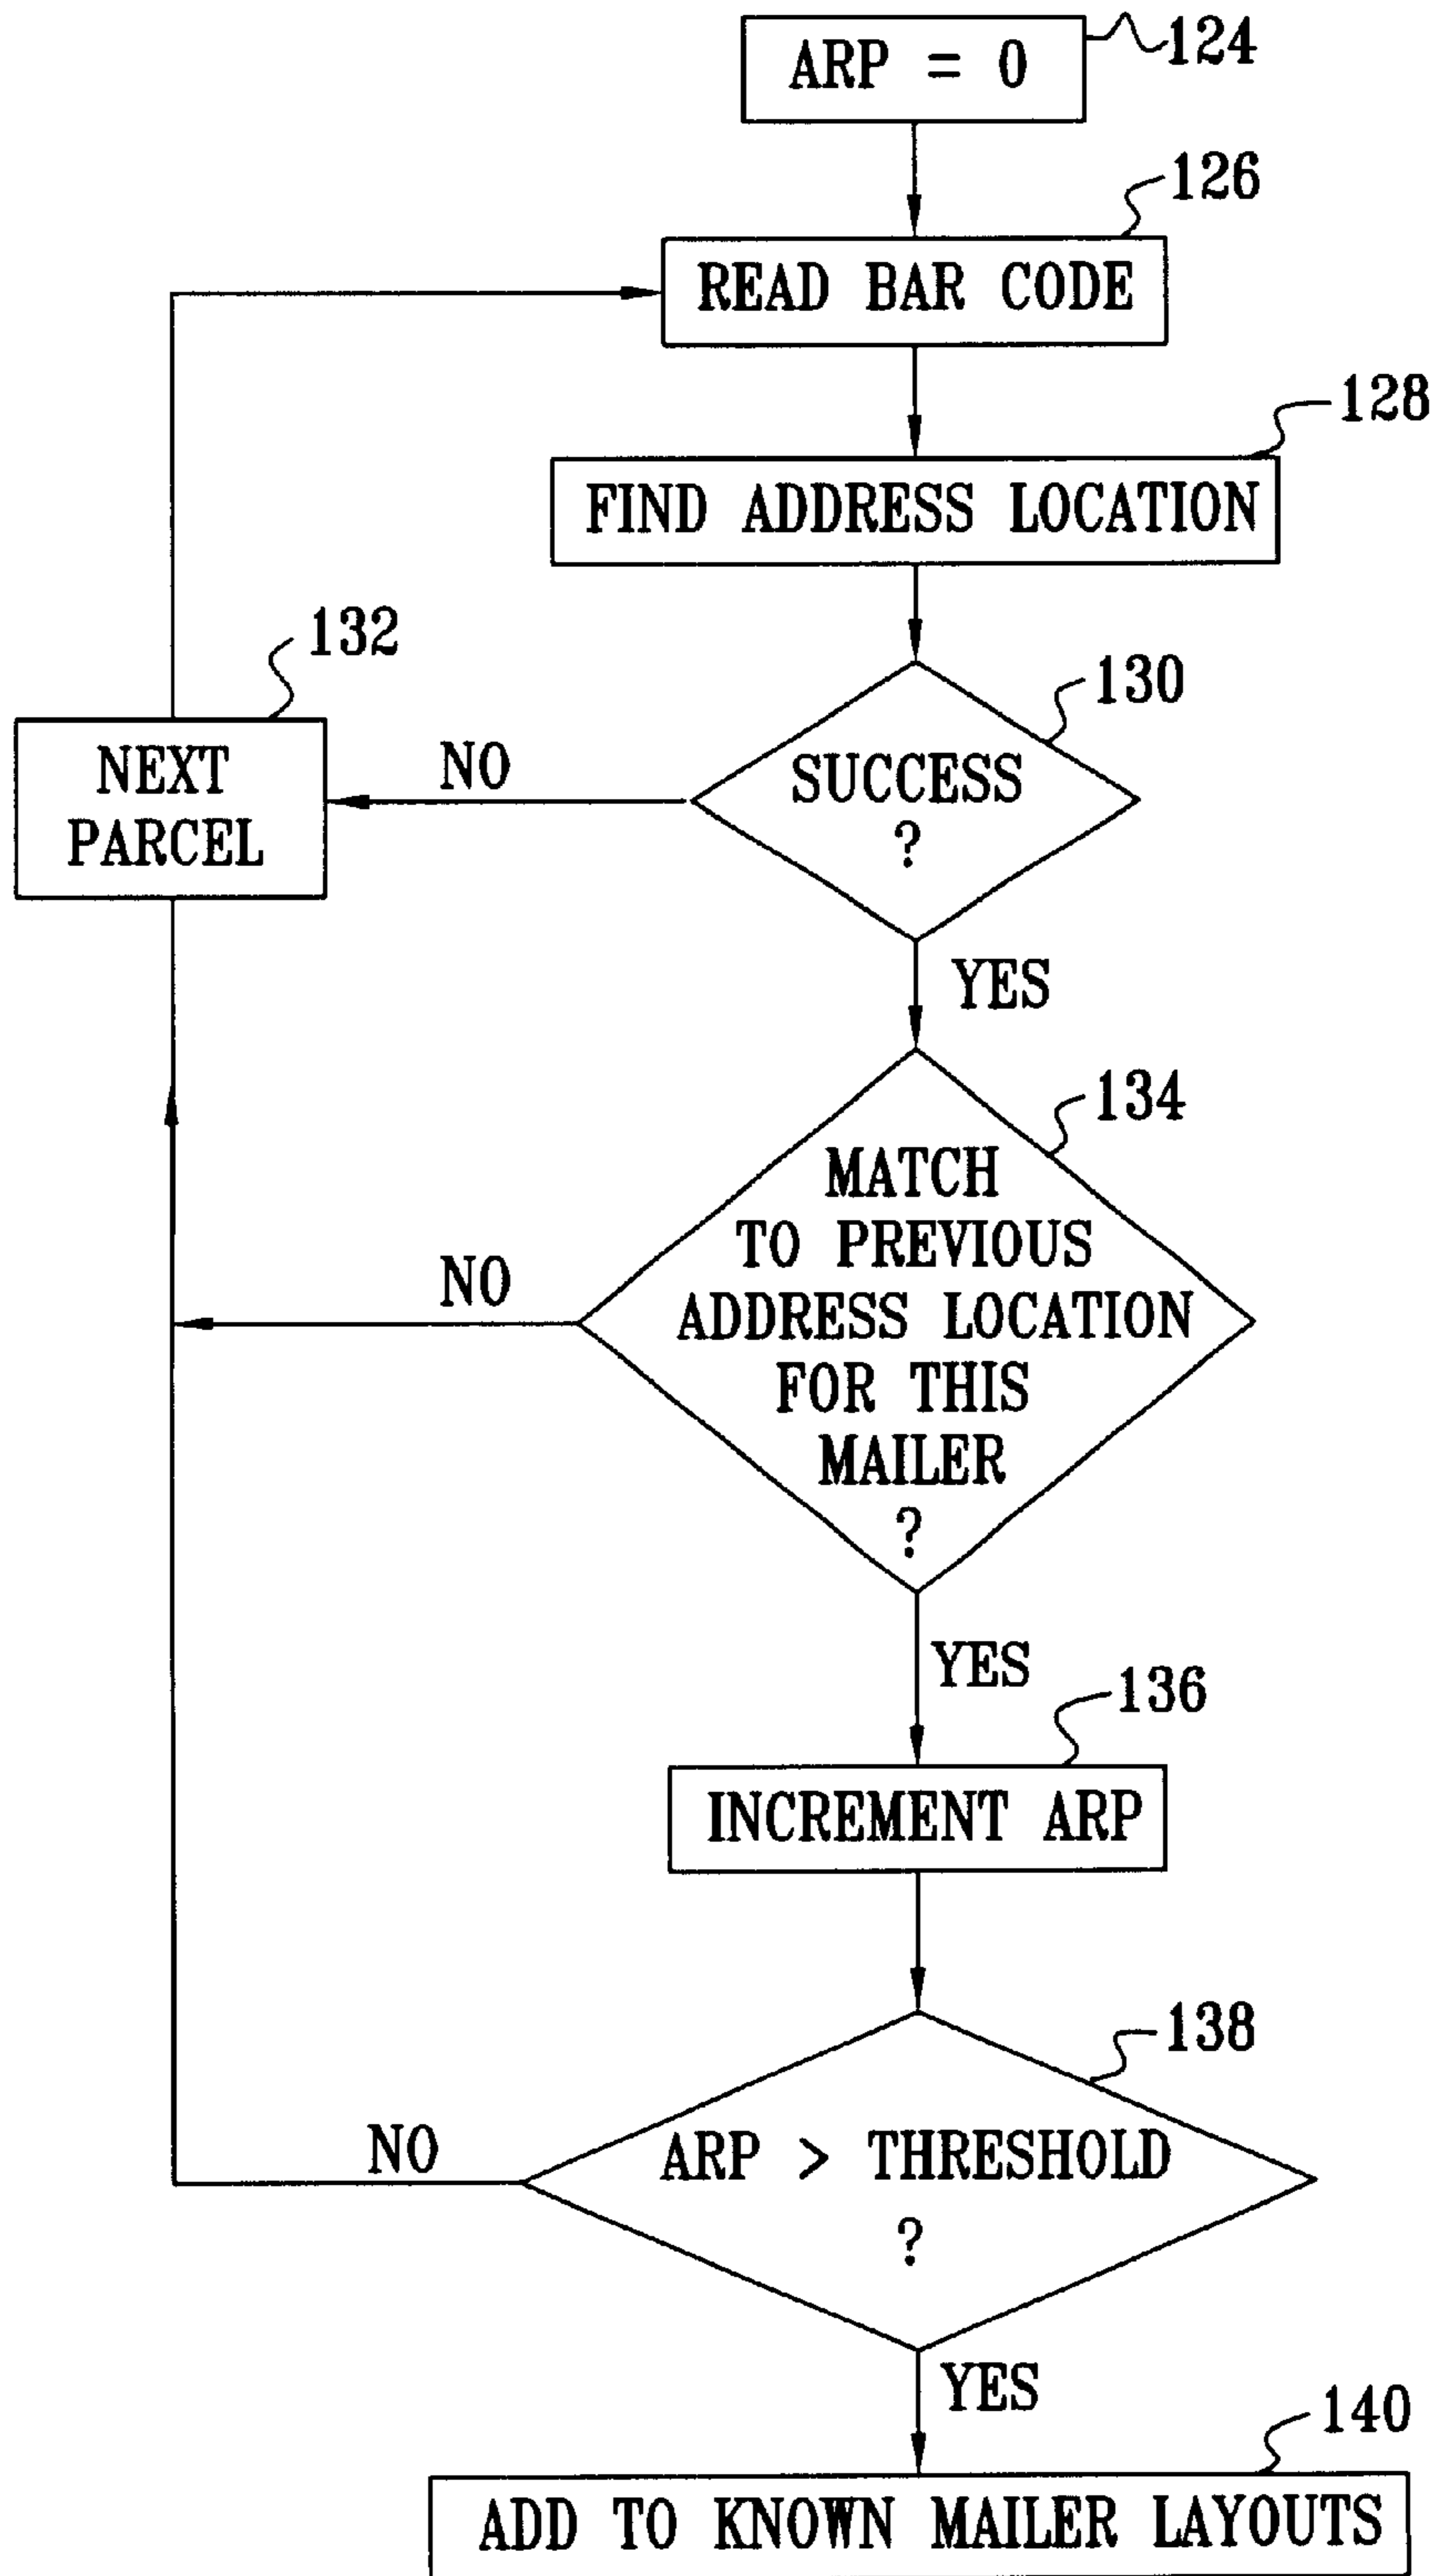 ARP = 0
124
126
READ BAR CODE
128
FIND ADDRESS LOCATION
132
130
NEXT
PARCEL
NO
SUCCESS
?
YES
134
MATCH
TO PREVIOUS
ADDRESS LOCATION
FOR THIS
MAILER
?
NO
YES
136
INCREMENT ARP
138
ARP > THRESHOLD
?
NO
YES
140
ADD TO KNOWN MAILER LAYOUTS